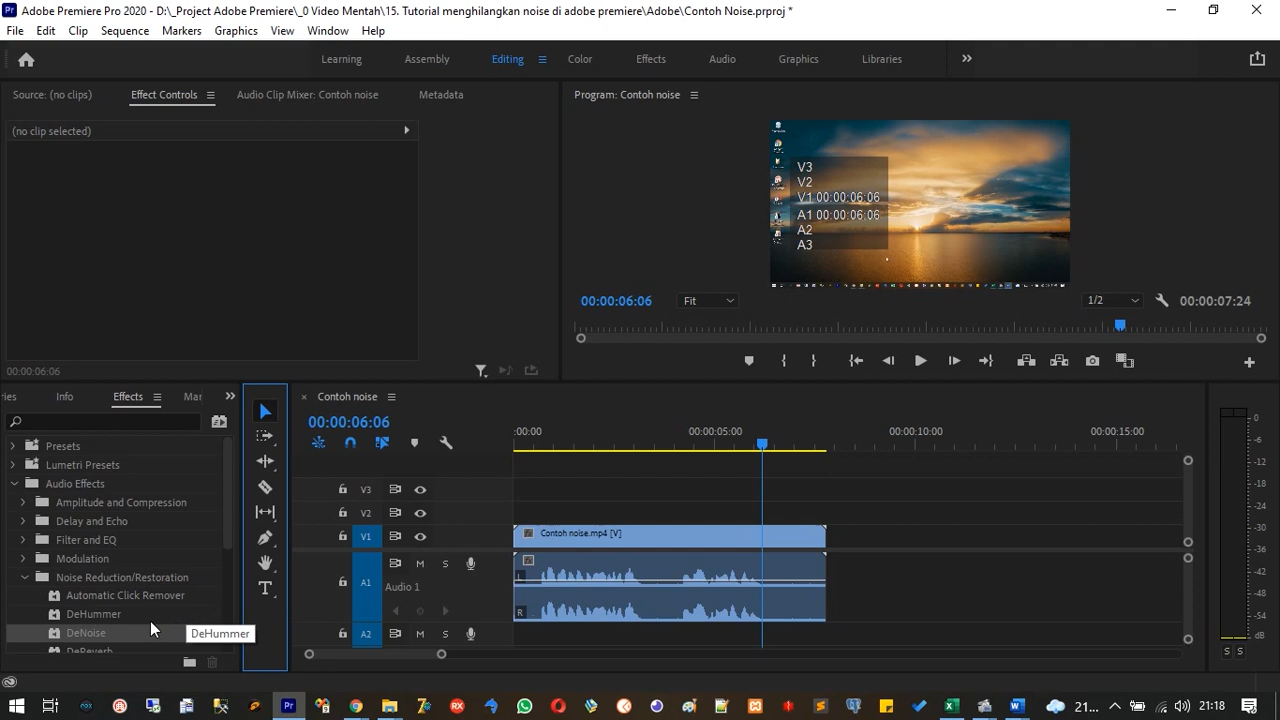 Adobe Premiere Pro 2020 - D:\_Project Adobe Premiere\_0 Video Mentah\15. Tutorial menghilangkan noise di adobe premiere\Adobe\Contoh Noise.prproj *
File Edit Clip Sequence Markers Graphics View Window Help
Learning Assembly Editing Color Effects Audio Graphics Libraries
Source: (no clips) Effect Controls Audio Clip Mixer: Contoh noise Metadata
Program: Contoh noise
(no clip selected)
V3
V2
V1 00:00:06:06
A1 00:00:06:06
A2
A3
00:00:06:06 Fit 1/2 00:00:07:24
00:00:06:06
ries Info Effects Mar
Contoh noise
00:00:06:06
:00:00 00:00:05:00 00:00:10:00 00:00:15:00
Presets
Lumetri Presets
Audio Effects
Amplitude and Compression
Delay and Echo
Filter and EQ
Modulation
Noise Reduction/Restoration
Automatic Click Remover
DeHummer
DeNoise
DeReverb
DeHummer
V3
V2
V1 Contoh noise.mp4 [V]
A1 M S
Audio 1
L
R
A2 M S
0
-6
-12
-18
-24
-30
-36
-42
-48
-54
dB
S S
Pr
RX
21... 21:18